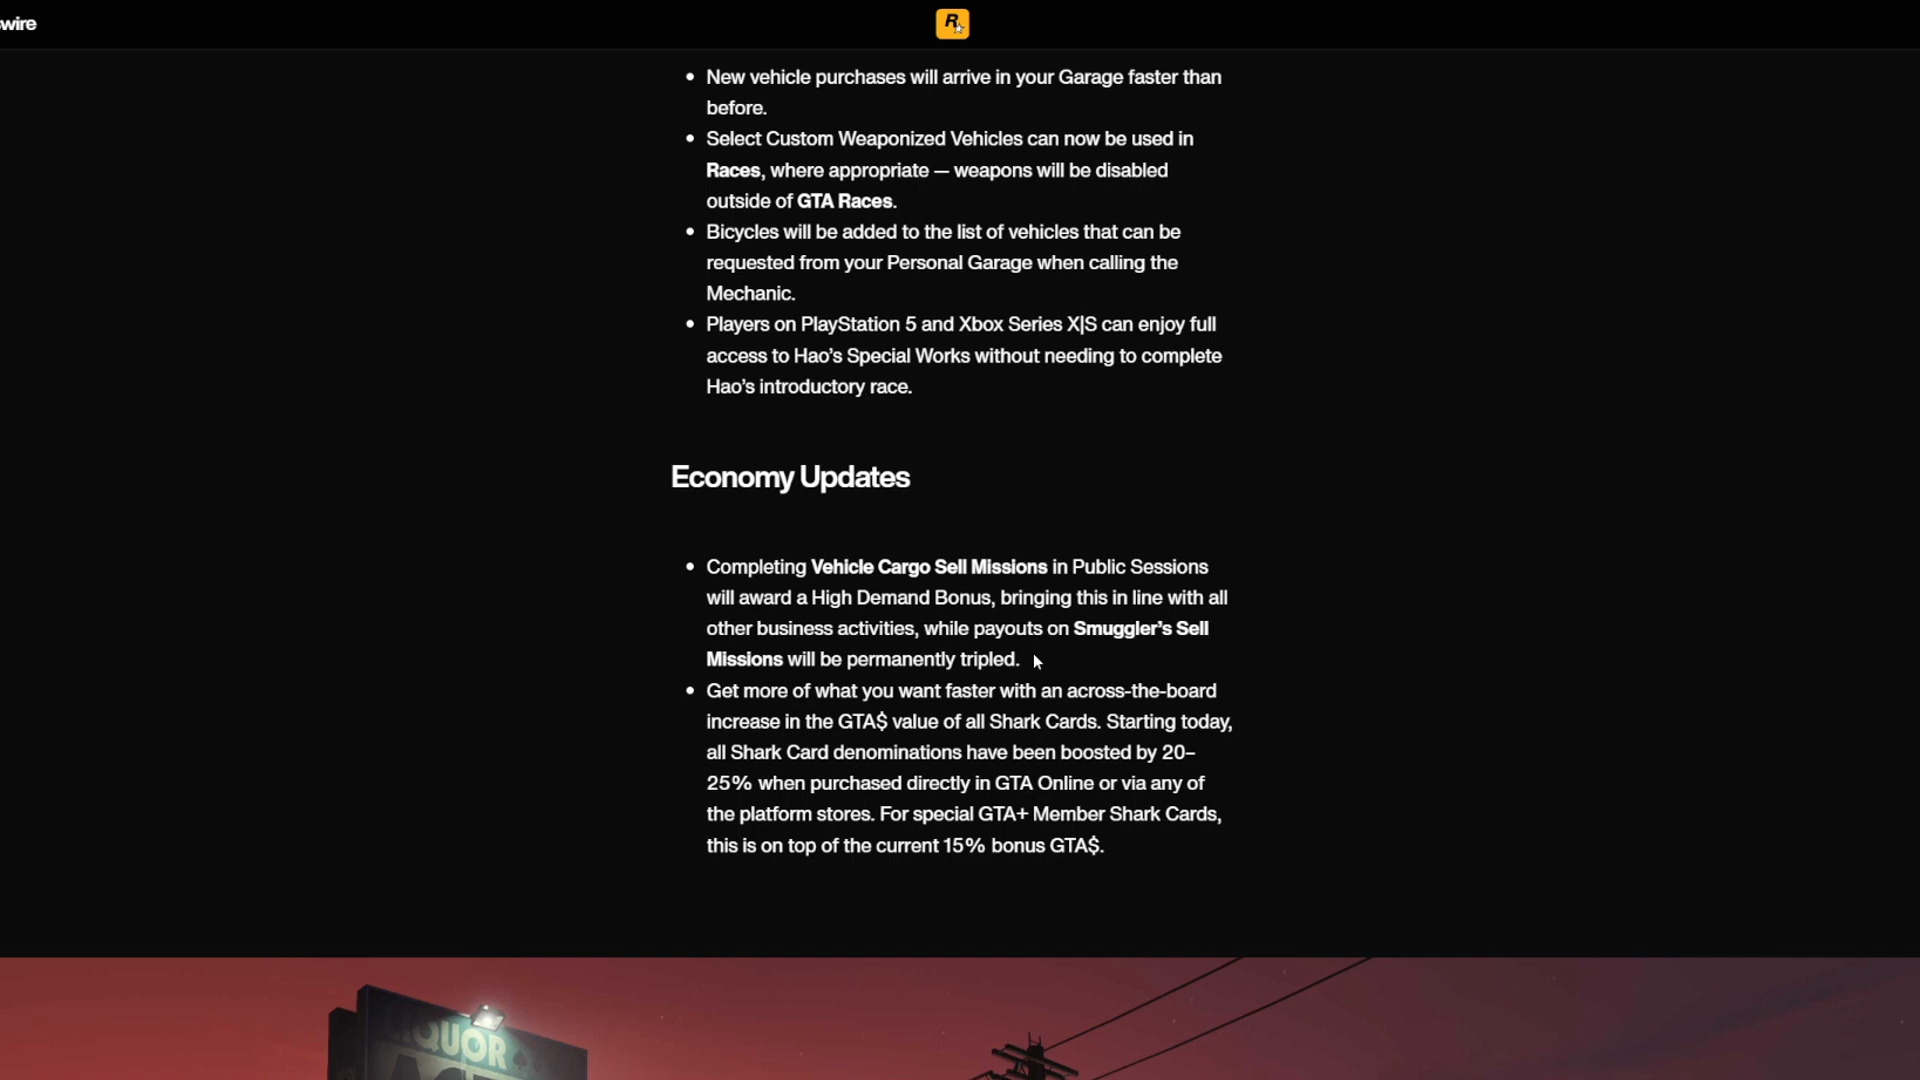 wire
R
New vehicle purchases will arrive in your Garage faster than
before.
Select Custom Weaponized Vehicles can now be used in
Races, where appropriate — weapons will be disabled
outside of GTA Races.
Bicycles will be added to the list of vehicles that can be
requested from your Personal Garage when calling the
Mechanic.
Players on PlayStation 5 and Xbox Series X|S can enjoy full
access to Hao’s Special Works without needing to complete
Hao’s introductory race.
Economy Updates
Completing Vehicle Cargo Sell Missions in Public Sessions
will award a High Demand Bonus, bringing this in line with all
other business activities, while payouts on Smuggler’s Sell
Missions will be permanently tripled.
Get more of what you want faster with an across-the-board
increase in the GTA$ value of all Shark Cards. Starting today,
all Shark Card denominations have been boosted by 20–
25% when purchased directly in GTA Online or via any of
the platform stores. For special GTA+ Member Shark Cards,
this is on top of the current 15% bonus GTA$.
LIQUOR